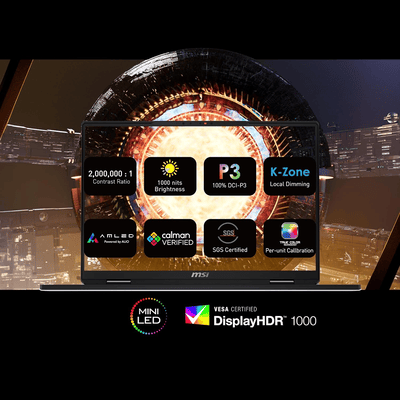 2,000,000 : 1
Contrast Ratio
1000 nits
Brightness
P3
100% DCI-P3
K-Zone
Local Dimming
AMLED
Powered by AUO
calman
VERIFIED
SGS
SGS Certified
TRUE COLOR
Per-unit Calibration
msi
MINI
LED
VESA CERTIFIED
DisplayHDR™ 1000